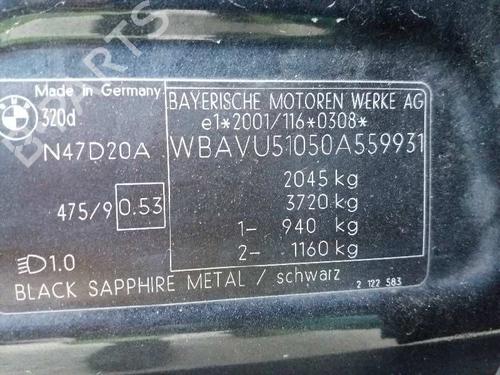 BMW
Made in Germany
320d
N47D20A
475/9 0.53
1.0
BAYERISCHE MOTOREN WERKE AG
e1*2001/116*0308*
WBAVU51050A559931
2045 kg
3720 kg
1- 940 kg
2- 1160 kg
BLACK SAPPHIRE METAL / schwarz
2 122 583